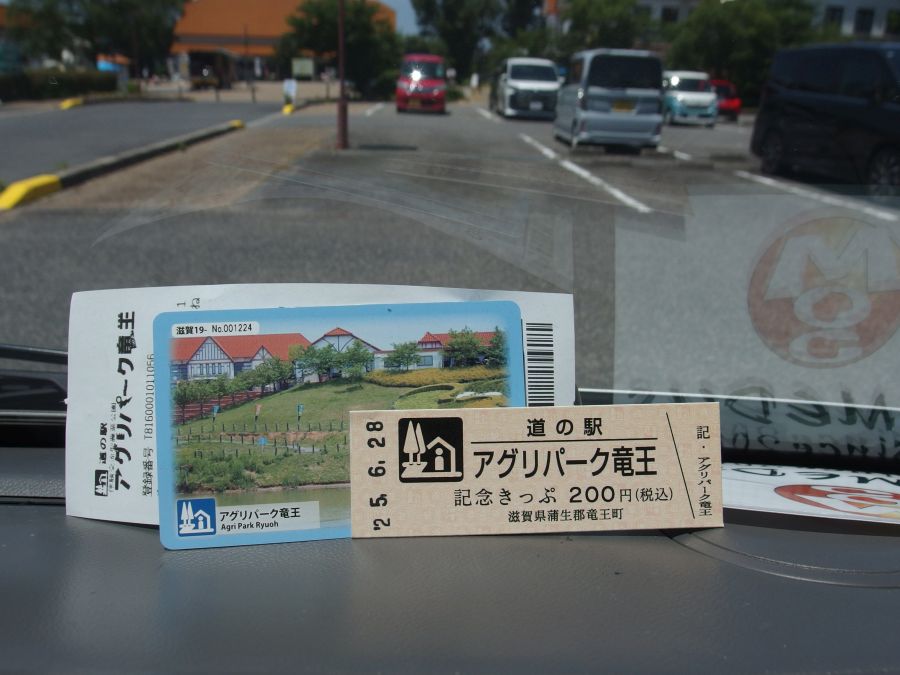 道の駅
アグリパーク竜王
登録番号 T8160001011056
滋賀19- No.001224
アグリパーク竜王
Agri Park Ryuoh
25. 6. 28
道の駅
アグリパーク竜王
記念きっぷ 200円(税込)
滋賀県蒲生郡竜王町
記・アグリパーク竜王
MOG